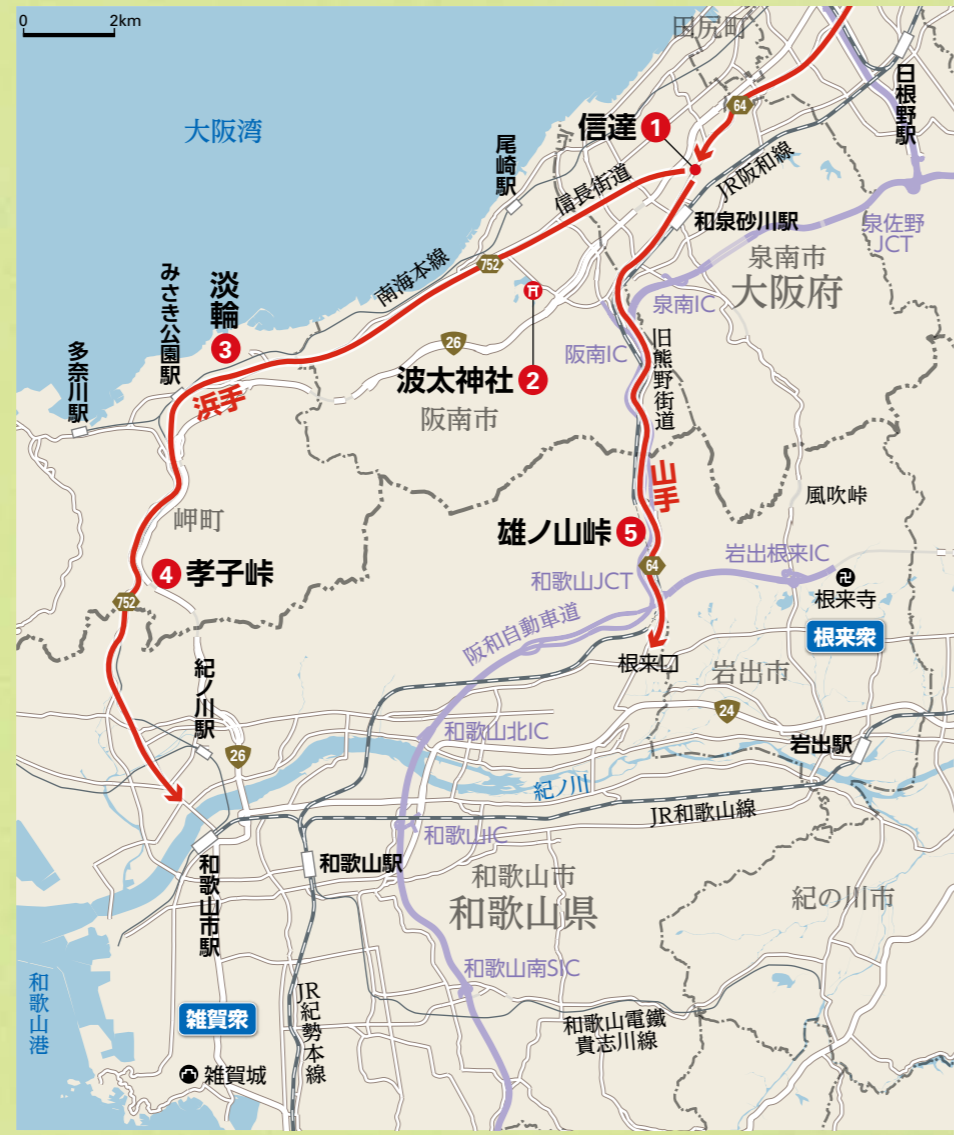 0 2km
田尻町
日根野駅
64
大阪湾
信達 1
尾崎駅
信長街道
JR阪和線
和泉砂川駅
泉佐野
JCT
泉南市
大阪府
752
南海本線
みさき公園駅
淡輪
3
泉南IC
26
阪南IC
旧熊野街道
多奈川駅
波太神社 2
浜手
阪南市
山手
風吹峠
岬町
雄ノ山峠 5
岩出根来IC
4 孝子峠
和歌山JCT
64
根来寺
752
阪和自動車道
根来衆
根来口
岩出市
紀ノ川駅
24
和歌山北IC
26
岩出駅
紀ノ川
JR和歌山線
和歌山IC
和歌山駅
和歌山市駅
和歌山市
和歌山県
紀の川市
和歌山南SIC
和歌山港
JR紀勢本線
雑賀衆
和歌山電鐵
貴志川線
雑賀城